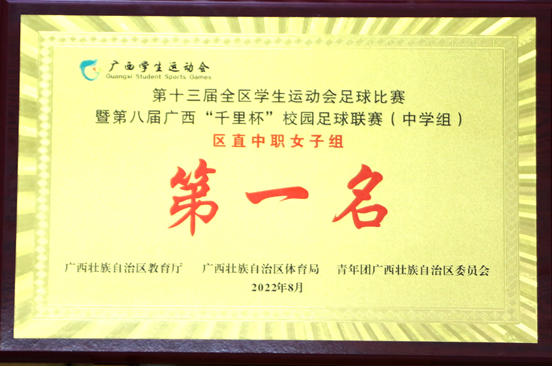 广西学生运动会
Guangxi Student Sports Games
第十三届全区学生运动会足球比赛
暨第八届广西“千里杯”校园足球联赛（中学组）
区直中职女子组
第一名
广西壮族自治区教育厅 广西壮族自治区体育局 青年团广西壮族自治区委员会
2022年8月